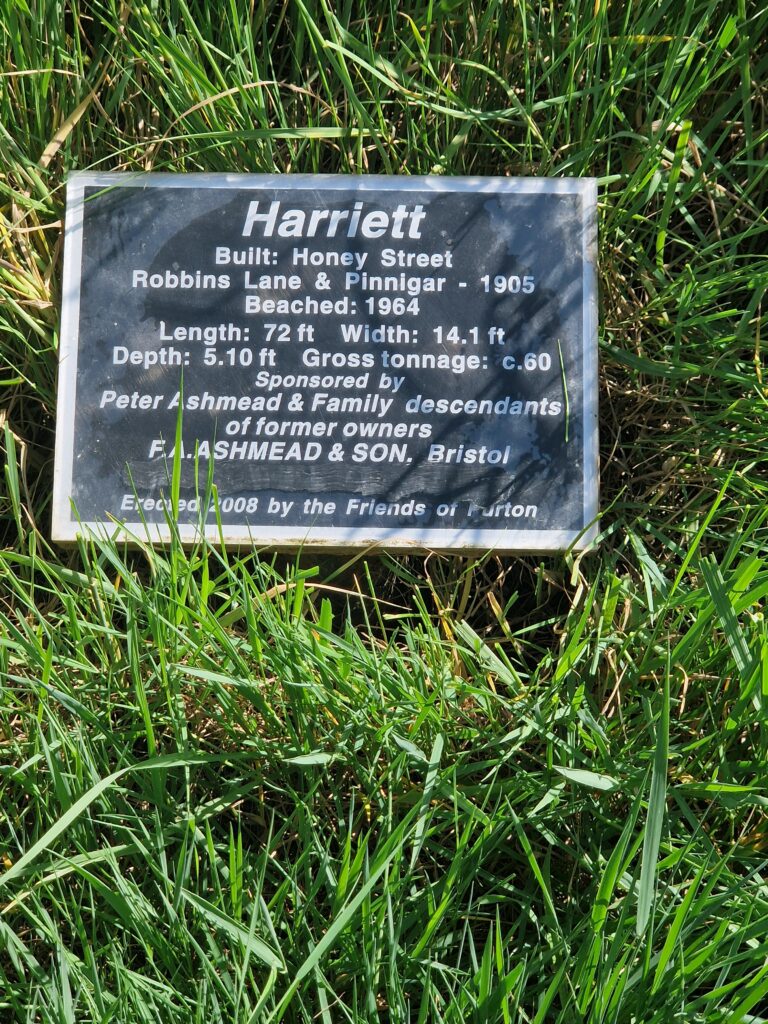 Harriett
Built: Honey Street
Robbins Lane & Pinnigar - 1905
Beached: 1964
Length: 72 ft Width: 14.1 ft
Depth: 5.10 ft Gross tonnage: c.60
Sponsored by
Peter Ashmead & Family descendants
of former owners
F.A.ASHMEAD & SON. Bristol
Erected 2008 by the Friends of Purton